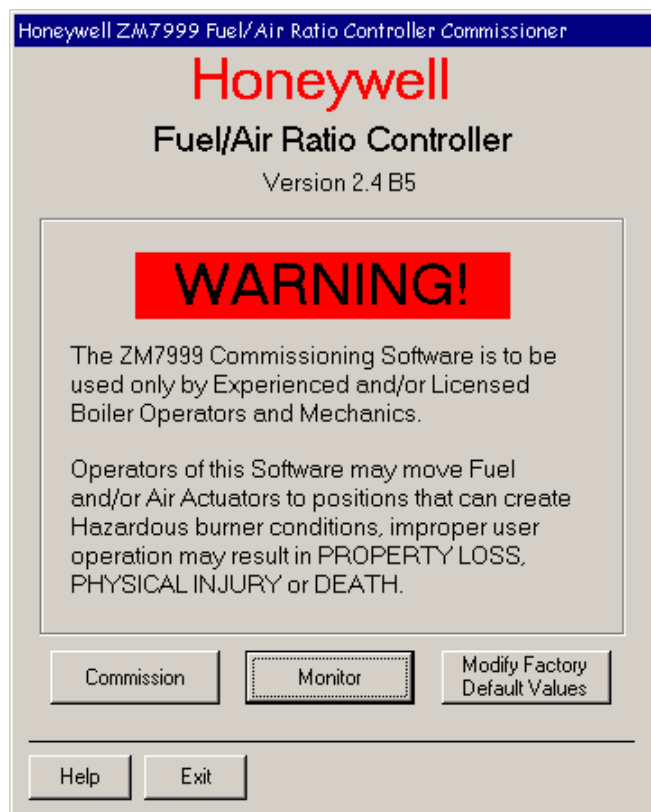 Honeywell ZM7999 Fuel/Air Ratio Controller Commissioner
Honeywell
Fuel/Air Ratio Controller
Version 2.4 B5
WARNING!
The ZM7999 Commissioning Software is to be
used only by Experienced and/or Licensed
Boiler Operators and Mechanics.
Operators of this Software may move Fuel
and/or Air Actuators to positions that can create
Hazardous burner conditions, improper user
operation may result in PROPERTY LOSS,
PHYSICAL INJURY or DEATH.
Commission
Monitor
Modify Factory
Default Values
Help
Exit